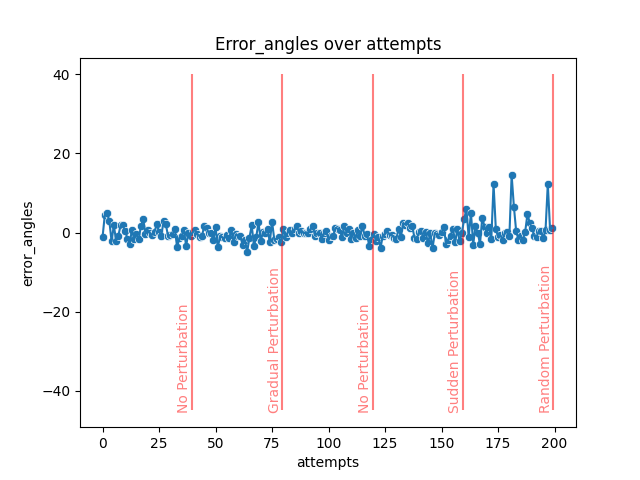 Error_angles over attempts
error_angles
40
20
0
−20
−40
No Perturbation
Gradual Perturbation
No Perturbation
Sudden Perturbation
Random Perturbation
0
25
50
75
100
125
150
175
200
attempts